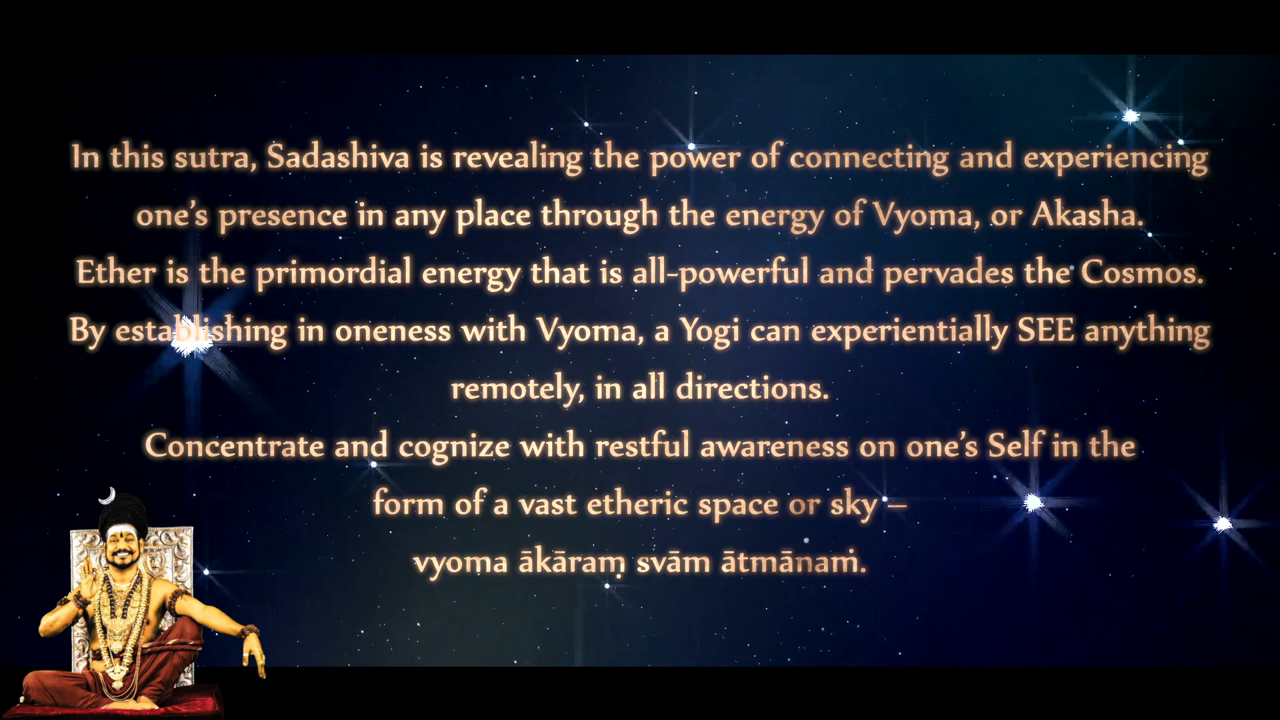 In this sutra, Sadashiva is revealing the power of connecting and experiencing
one’s presence in any place through the energy of Vyoma, or Akasha.
Ether is the primordial energy that is all-powerful and pervades the Cosmos.
By establishing in oneness with Vyoma, a Yogi can experientially SEE anything
remotely, in all directions.
Concentrate and cognize with restful awareness on one’s Self in the
form of a vast etheric space or sky –
vyoma ākāraṃ svām ātmānaṁ.